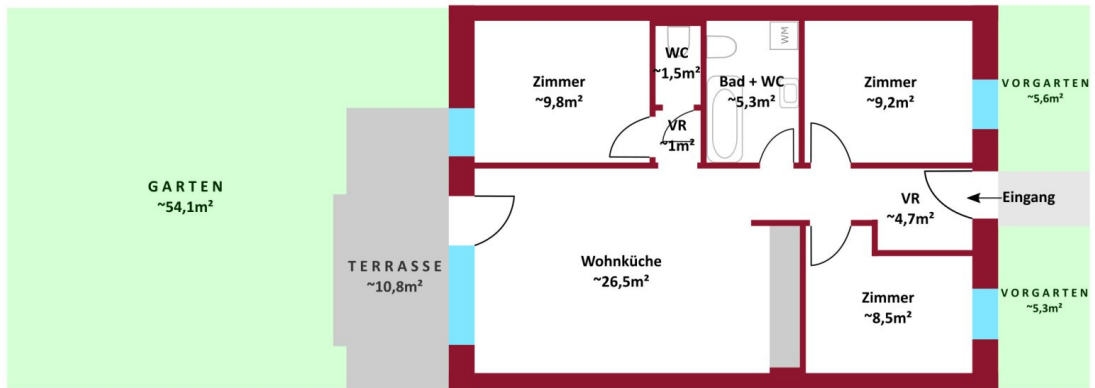 Zimmer
~9,8m²
WC
~1,5m²
VR
~1m²
Bad + WC
~5,3m²
WM
Zimmer
~9,2m²
VORGARTEN
~5,6m²
GARTEN
~54,1m²
TERRASSE
~10,8m²
Wohnküche
~26,5m²
VR
~4,7m²
Eingang
Zimmer
~8,5m²
VORGARTEN
~5,3m²